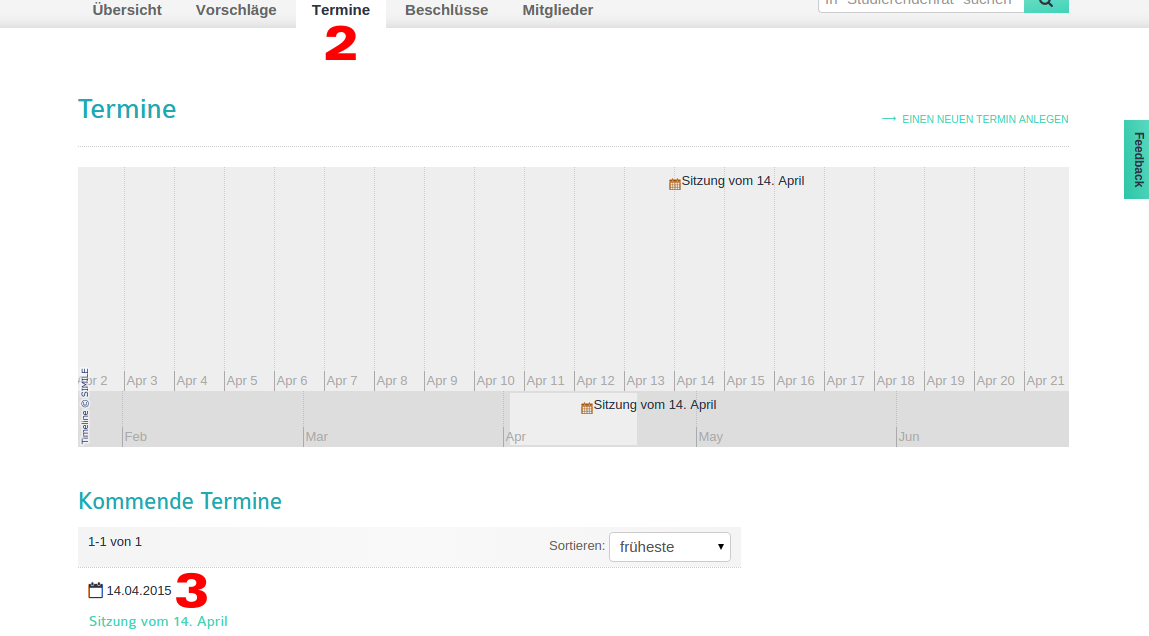 Übersicht Vorschläge Termine Beschlüsse Mitglieder
In "Studierendenrat" suchen
2
Termine
→ EINEN NEUEN TERMIN ANLEGEN
Feedback
Sitzung vom 14. April
Apr 2 Apr 3 Apr 4 Apr 5 Apr 6 Apr 7 Apr 8 Apr 9 Apr 10 Apr 11 Apr 12 Apr 13 Apr 14 Apr 15 Apr 16 Apr 17 Apr 18 Apr 19 Apr 20 Apr 21
Timeline © SIMILE
Sitzung vom 14. April
Feb Mar Apr May Jun
Kommende Termine
1-1 von 1 Sortieren: früheste
14.04.2015 3
Sitzung vom 14. April